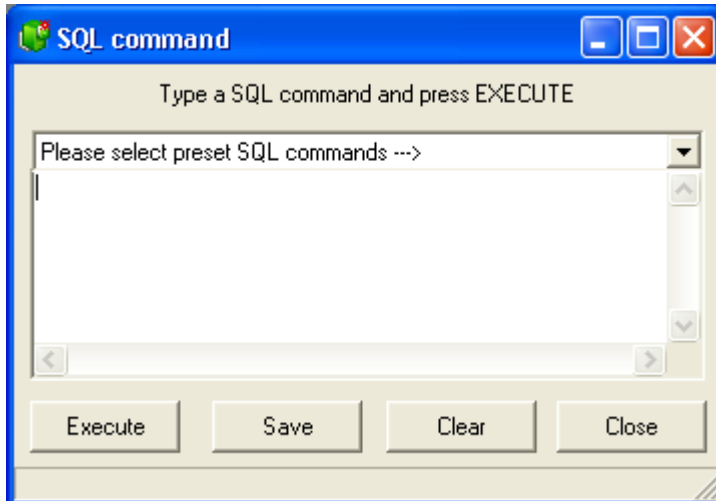 SQL command
Type a SQL command and press EXECUTE
Please select preset SQL commands --->
Execute Save Clear Close